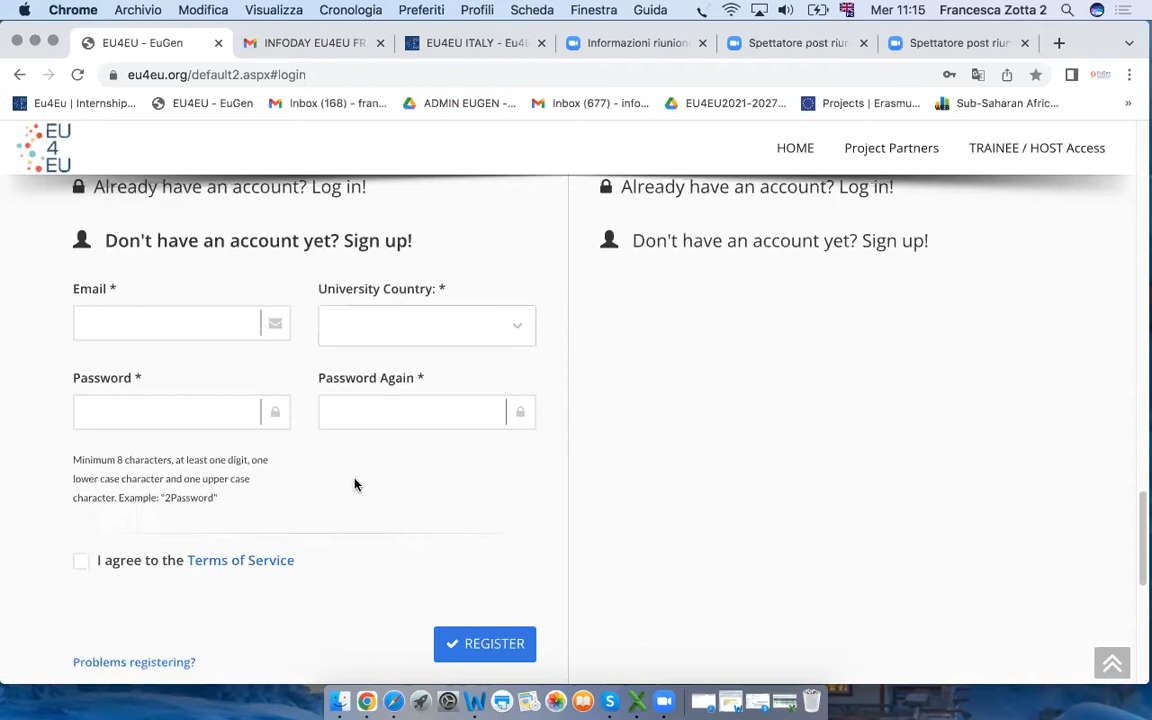 Chrome Archivio Modifica Visualizza Cronologia Preferiti Profili Scheda Finestra Guida Mer 11:15 Francesca Zotta 2
EU4EU - EuGen INFODAY EU4EU FR EU4EU ITALY - Eu4E Informazioni riunione Spettatore post riun Spettatore post riun
eu4eu.org/default2.aspx#login
Eu4Eu | Internship... EU4EU - EuGen Inbox (168) - fran... ADMIN EUGEN -... Inbox (677) - info... EU4EU2021-2027... Projects | Erasmu... Sub-Saharan Afric... »
EU
4
EU
HOME Project Partners TRAINEE / HOST Access
Already have an account? Log in! Already have an account? Log in!
Don't have an account yet? Sign up! Don't have an account yet? Sign up!
Email * University Country: *
Password * Password Again *
Minimum 8 characters, at least one digit, one
lower case character and one upper case
character. Example: "2Password"
I agree to the Terms of Service
REGISTER
Problems registering?